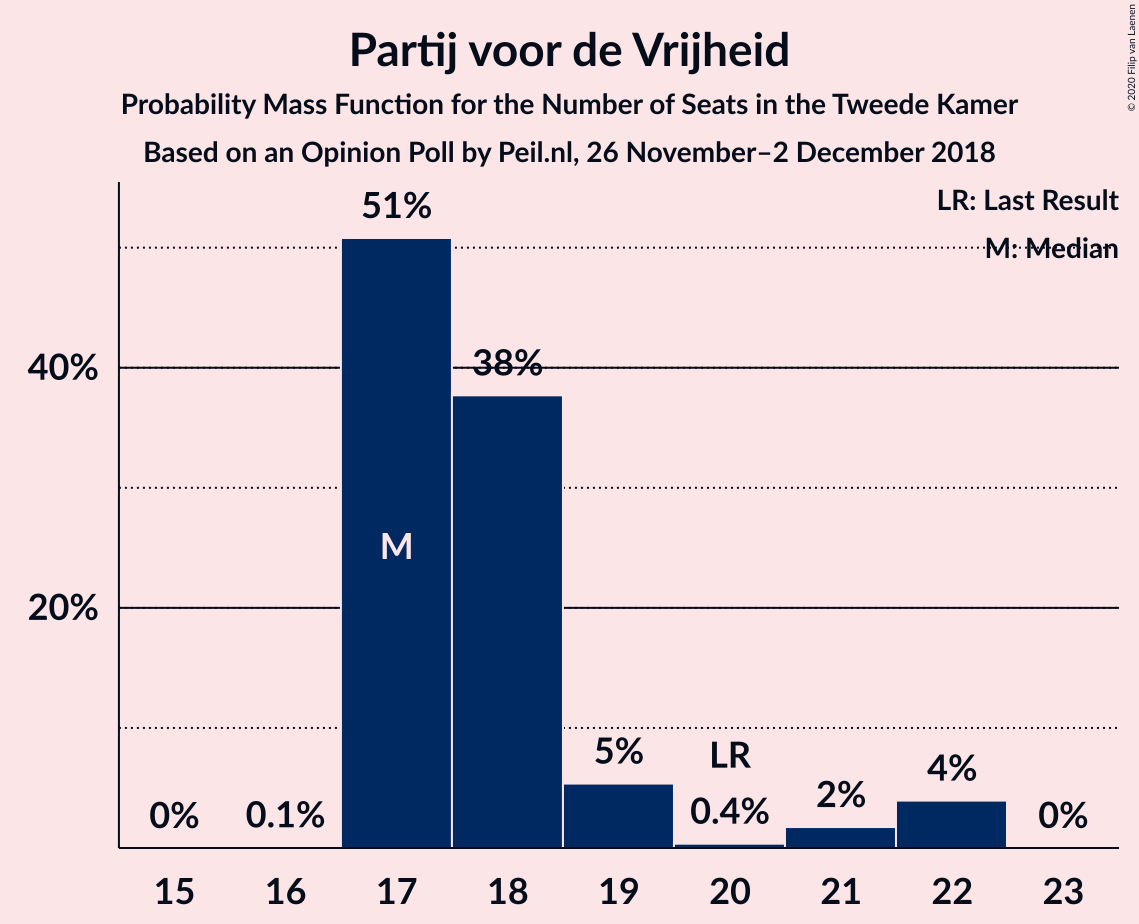 Partij voor de Vrijheid
Probability Mass Function for the Number of Seats in the Tweede Kamer
Based on an Opinion Poll by Peil.nl, 26 November–2 December 2018
© 2020 Filip van Laenen
LR: Last Result
M: Median
51%
38%
40%
M
20%
5%
LR
4%
2%
0%
0.1%
0.4%
0%
15 16 17 18 19 20 21 22 23